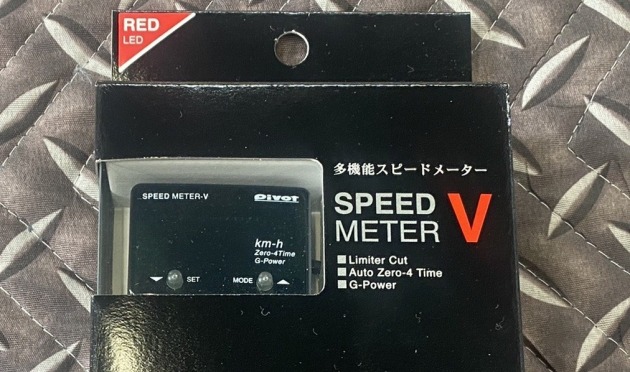 RED
LED
多機能スピードメーター
SPEED
METER V
■ Limiter Cut
■ Auto Zero-4 Time
■ G-Power
SPEED METER-V PIVOT
km-h
Zero-4Time
G-Power
SET MODE